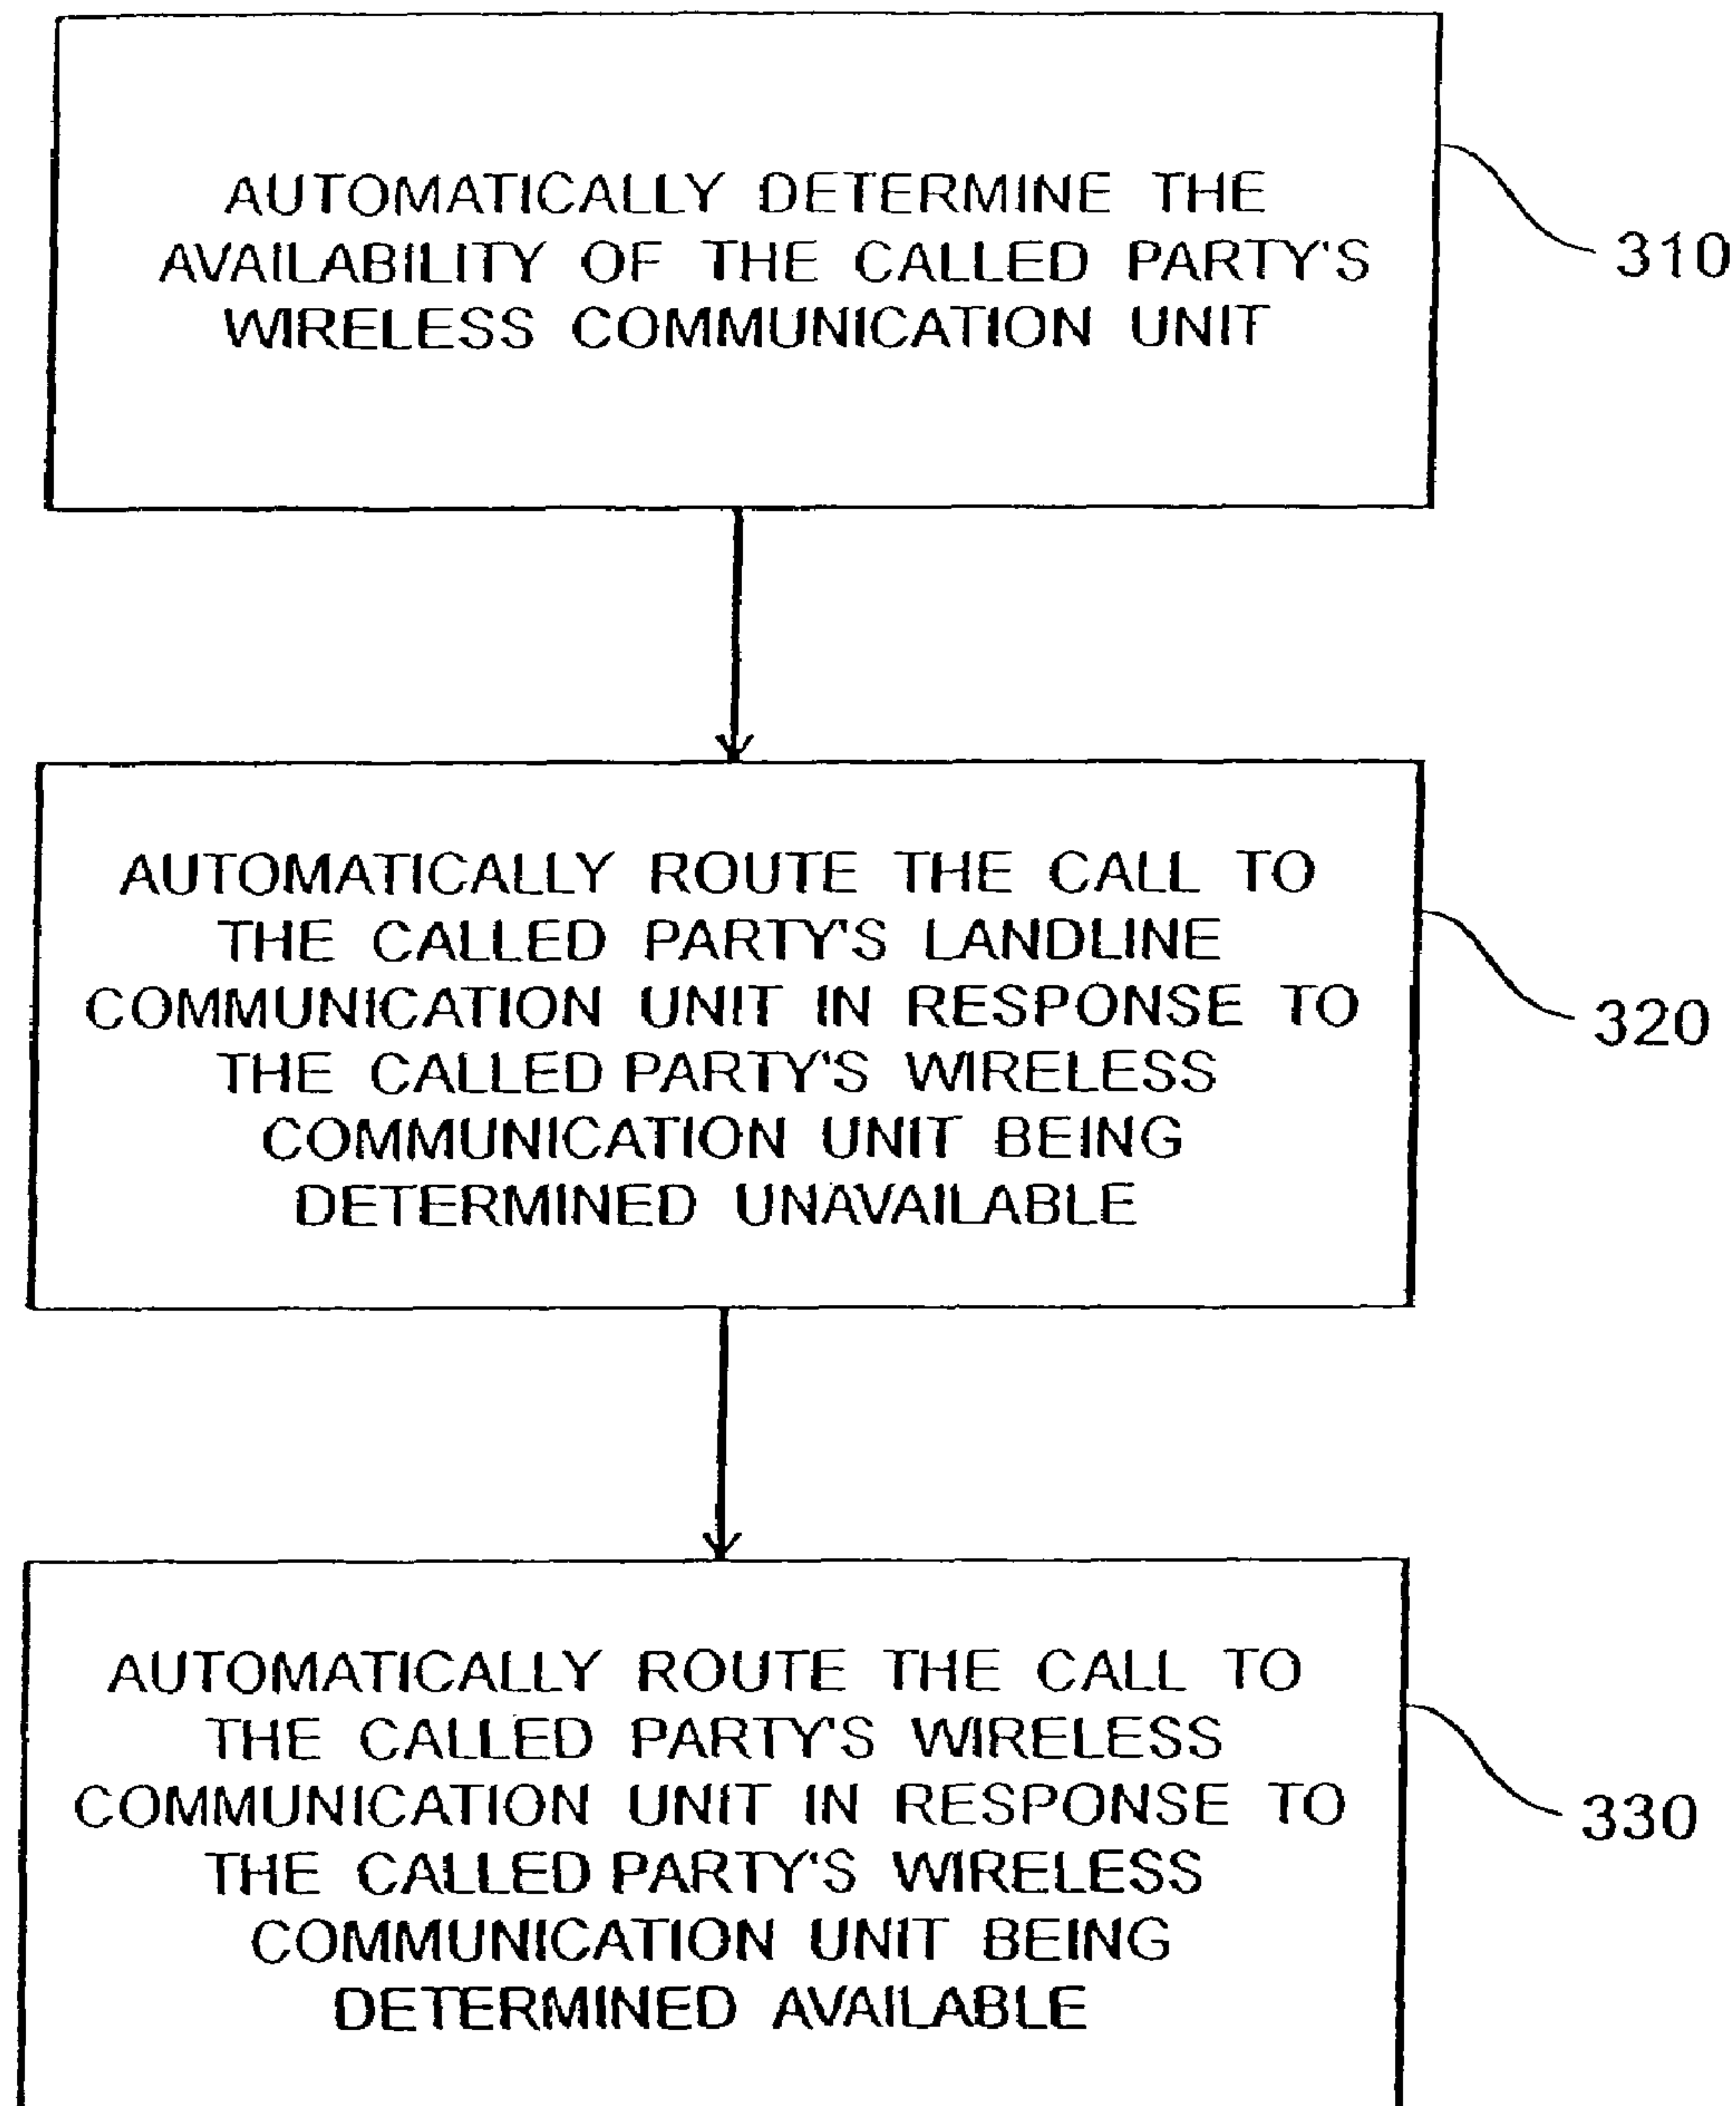 AUTOMATICALLY DETERMINE THE
AVAILABILITY OF THE CALLED PARTY'S
WIRELESS COMMUNICATION UNIT
310
AUTOMATICALLY ROUTE THE CALL TO
THE CALLED PARTY'S LANDLINE
COMMUNICATION UNIT IN RESPONSE TO
THE CALLED PARTY'S WIRELESS
COMMUNICATION UNIT BEING
DETERMINED UNAVAILABLE
320
AUTOMATICALLY ROUTE THE CALL TO
THE CALLED PARTY'S WIRELESS
COMMUNICATION UNIT IN RESPONSE TO
THE CALLED PARTY'S WIRELESS
COMMUNICATION UNIT BEING
DETERMINED AVAILABLE
330